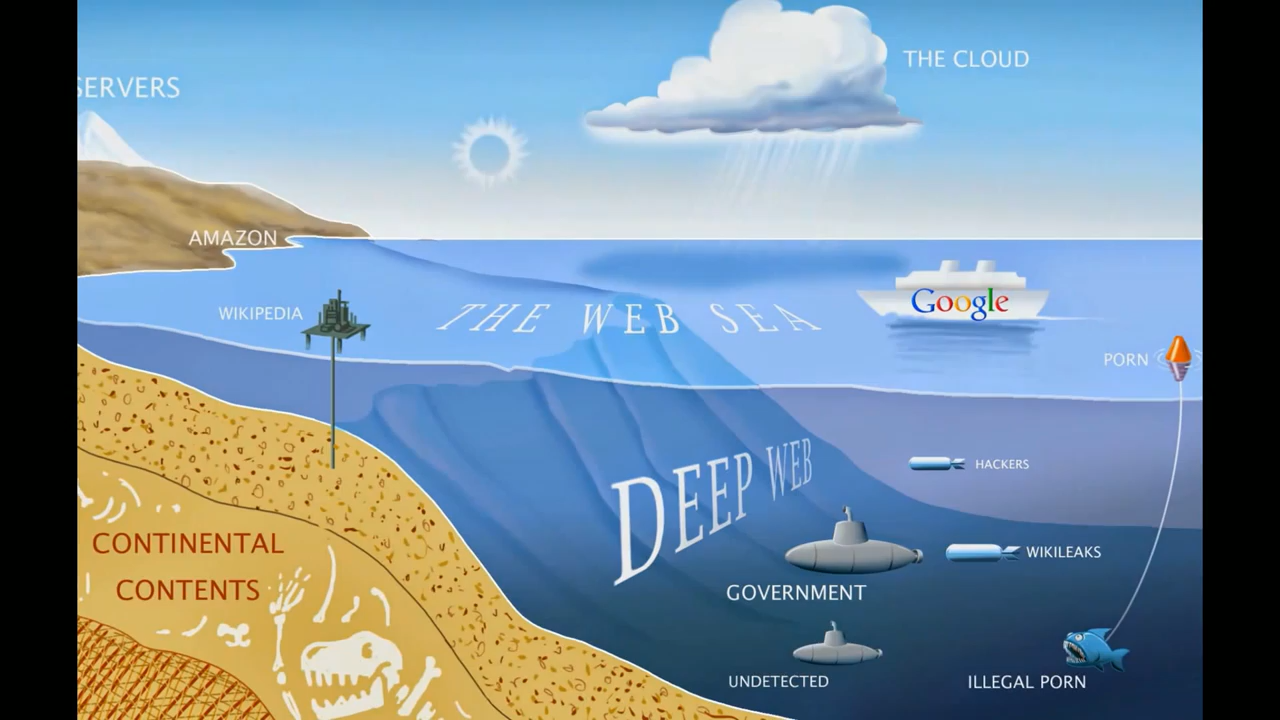 THE CLOUD
SERVERS
AMAZON
WIKIPEDIA
THE WEB SEA
Google
PORN
DEEP WEB
HACKERS
WIKILEAKS
GOVERNMENT
CONTINENTAL
CONTENTS
UNDETECTED
ILLEGAL PORN